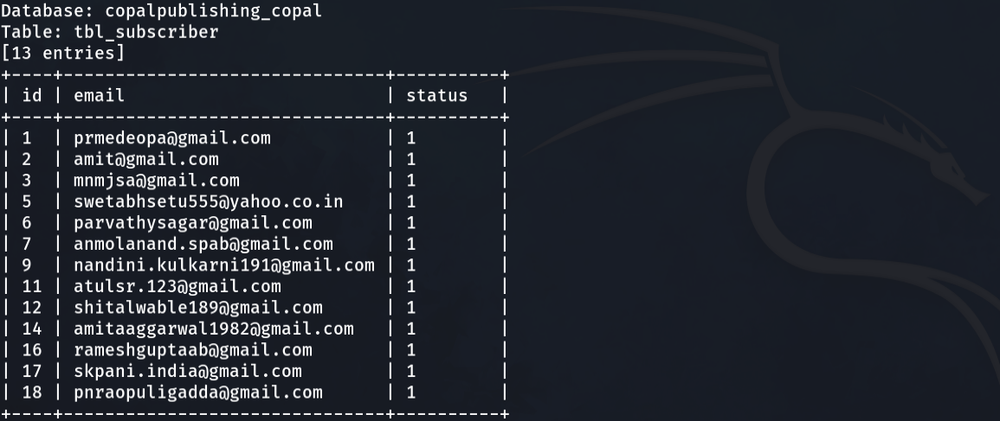 Database: copalpublishing_copal
Table: tbl_subscriber
[13 entries]
+----+-------------------------------+----------+
| id | email                         | status   |
+----+-------------------------------+----------+
| 1  | prmedeopa@gmail.com           | 1        |
| 2  | amit@gmail.com                | 1        |
| 3  | mnmjsa@gmail.com              | 1        |
| 5  | swetabhsetu555@yahoo.co.in    | 1        |
| 6  | parvathysagar@gmail.com       | 1        |
| 7  | anmolanand.spab@gmail.com     | 1        |
| 9  | nandini.kulkarni191@gmail.com | 1        |
| 11 | atulsr.123@gmail.com          | 1        |
| 12 | shitalwable189@gmail.com      | 1        |
| 14 | amitaaggarwal1982@gmail.com   | 1        |
| 16 | rameshguptaab@gmail.com       | 1        |
| 17 | skpani.india@gmail.com        | 1        |
| 18 | pnraopuligadda@gmail.com      | 1        |
+----+-------------------------------+----------+